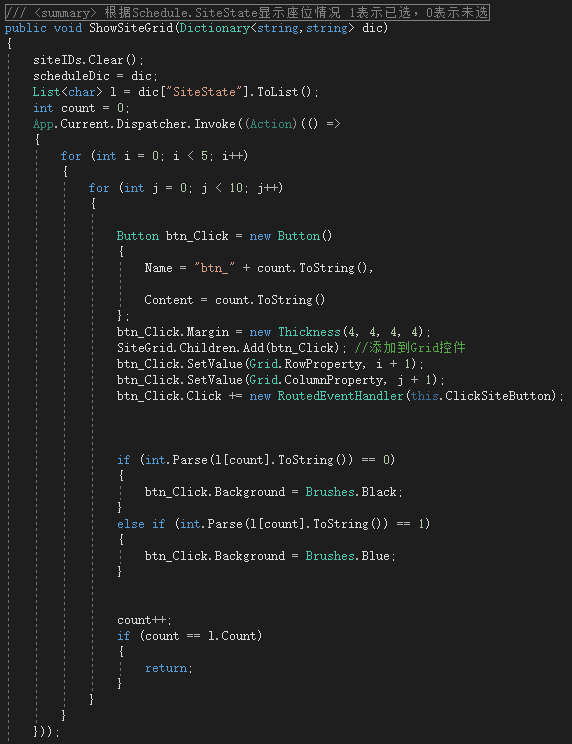 /// <summary> 根据Schedule.SiteState显示座位情况 1表示已选，0表示未选
public void ShowSiteGrid(Dictionary<string,string> dic)
{
siteIDs.Clear();
scheduleDic = dic;
List<char> l = dic["SiteState"].ToList();
int count = 0;
App.Current.Dispatcher.Invoke((Action)(() =>
{
for (int i = 0; i < 5; i++)
{
for (int j = 0; j < 10; j++)
{
Button btn_Click = new Button()
{
Name = "btn_" + count.ToString(),
Content = count.ToString()
};
btn_Click.Margin = new Thickness(4, 4, 4, 4);
SiteGrid.Children.Add(btn_Click); //添加到Grid控件
btn_Click.SetValue(Grid.RowProperty, i + 1);
btn_Click.SetValue(Grid.ColumnProperty, j + 1);
btn_Click.Click += new RoutedEventHandler(this.ClickSiteButton);
if (int.Parse(l[count].ToString()) == 0)
{
btn_Click.Background = Brushes.Black;
}
else if (int.Parse(l[count].ToString()) == 1)
{
btn_Click.Background = Brushes.Blue;
}
count++;
if (count == l.Count)
{
return;
}
}
}
}));